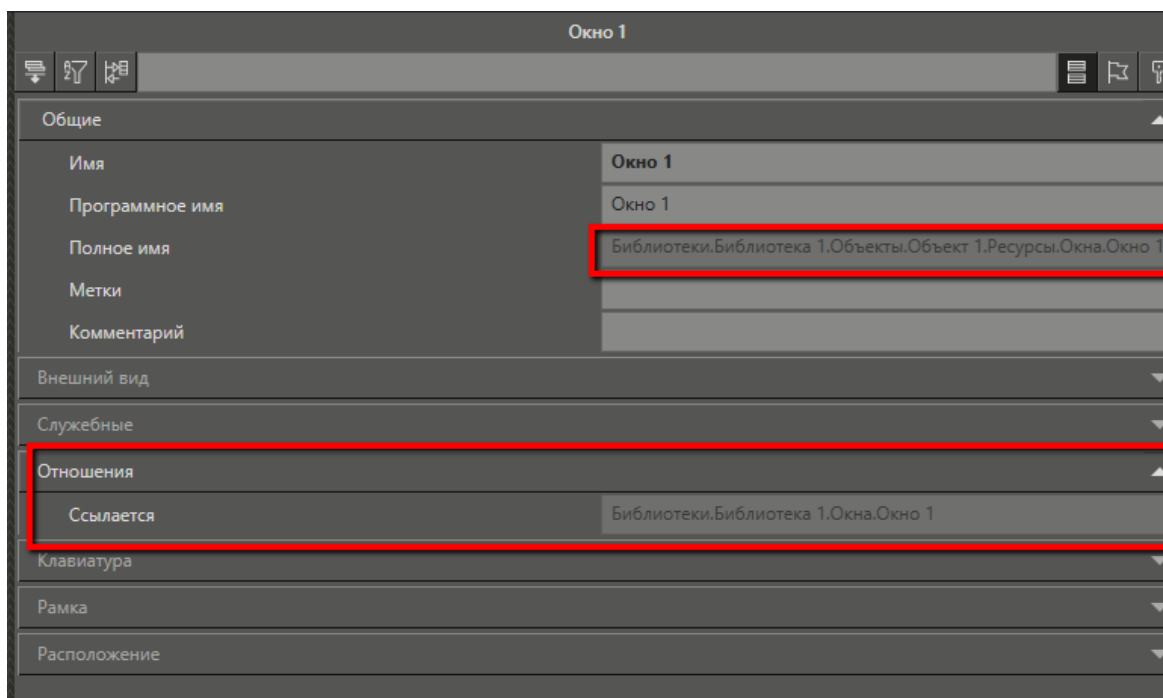 Окно 1
Общие
Имя Окно 1
Программное имя Окно 1
Полное имя Библиотеки.Библиотека 1.Объекты.Объект 1.Ресурсы.Окна.Окно 1
Метки
Комментарий
Внешний вид
Служебные
Отношения
Ссылается Библиотеки.Библиотека 1.Окна.Окно 1
Клавиатура
Рамка
Расположение